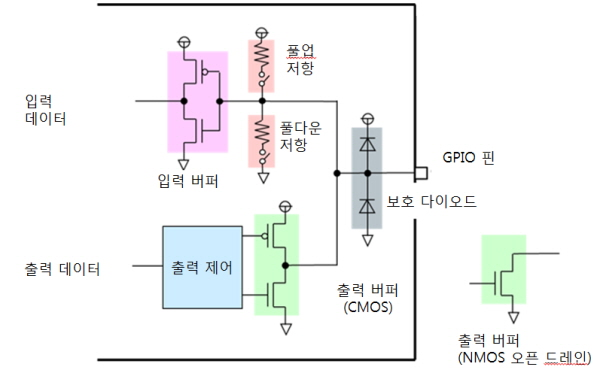 풀업
저항
입력
데이터
풀다운
저항
입력 버퍼
GPIO 핀
보호 다이오드
출력 데이터
출력 제어
출력 버퍼
(CMOS)
출력 버퍼
(NMOS 오픈 드레인)